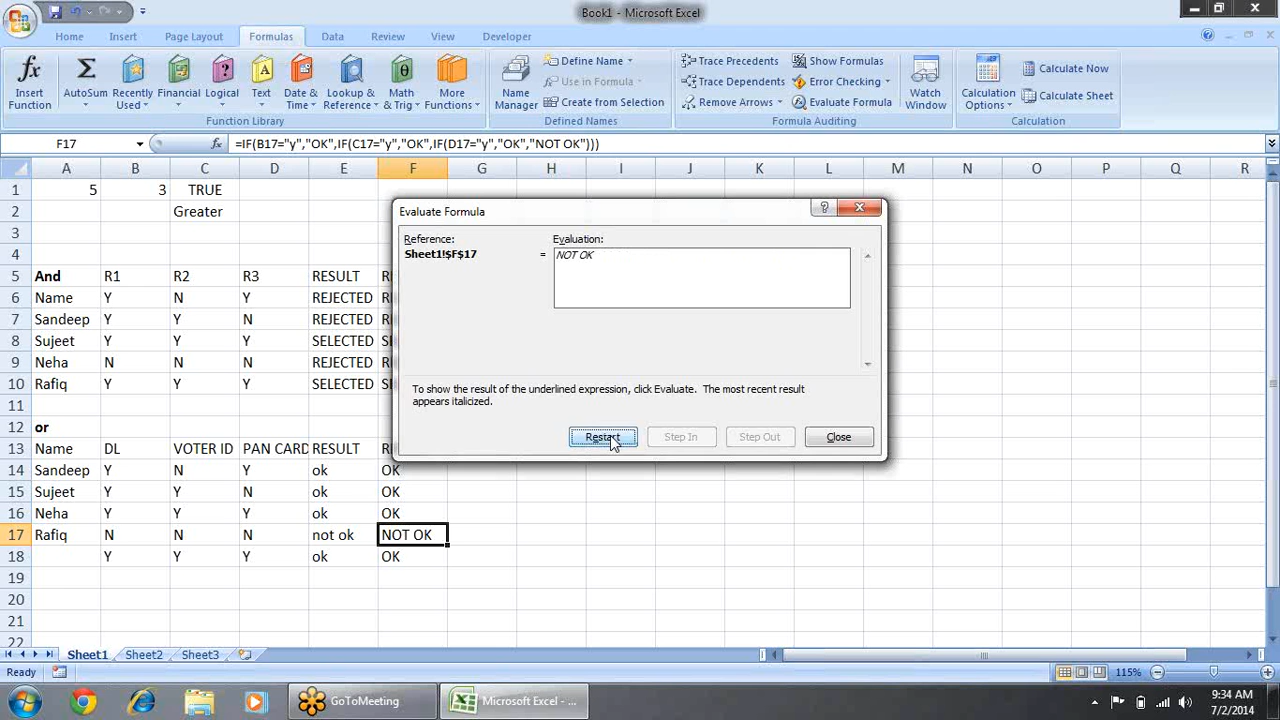 Book1 - Microsoft Excel
Home Insert Page Layout Formulas Data Review View Developer
Insert Function
AutoSum
Recently Used
Financial
Logical
Text
Date & Time
Lookup & Reference
Math & Trig
More Functions
Function Library
Name Manager
Define Name
Use in Formula
Create from Selection
Defined Names
Trace Precedents
Trace Dependents
Remove Arrows
Show Formulas
Error Checking
Evaluate Formula
Formula Auditing
Watch Window
Calculation Options
Calculate Now
Calculate Sheet
Calculation
F17 fx =IF(B17="y","OK",IF(C17="y","OK",IF(D17="y","OK","NOT OK")))
A B C D E F G H I J K L M N O P Q R
1 5 3 TRUE
2 Greater
3
4
5 And R1 R2 R3 RESULT
6 Name Y N Y REJECTED
7 Sandeep Y Y N REJECTED
8 Sujeet Y Y Y SELECTED
9 Neha N N N REJECTED
10 Rafiq Y Y Y SELECTED
11
12 or
13 Name DL VOTER ID PAN CARD RESULT
14 Sandeep Y N Y ok OK
15 Sujeet Y Y N ok OK
16 Neha Y Y Y ok OK
17 Rafiq N N N not ok NOT OK
18 Y Y Y ok OK
19
20
21
22
Evaluate Formula
Reference: Evaluation:
Sheet1!$F$17 = NOT OK
To show the result of the underlined expression, click Evaluate. The most recent result
appears italicized.
Restart Step In Step Out Close
Sheet1 Sheet2 Sheet3
Ready 115%
GoToMeeting
Microsoft Excel - ...
9:34 AM
7/2/2014